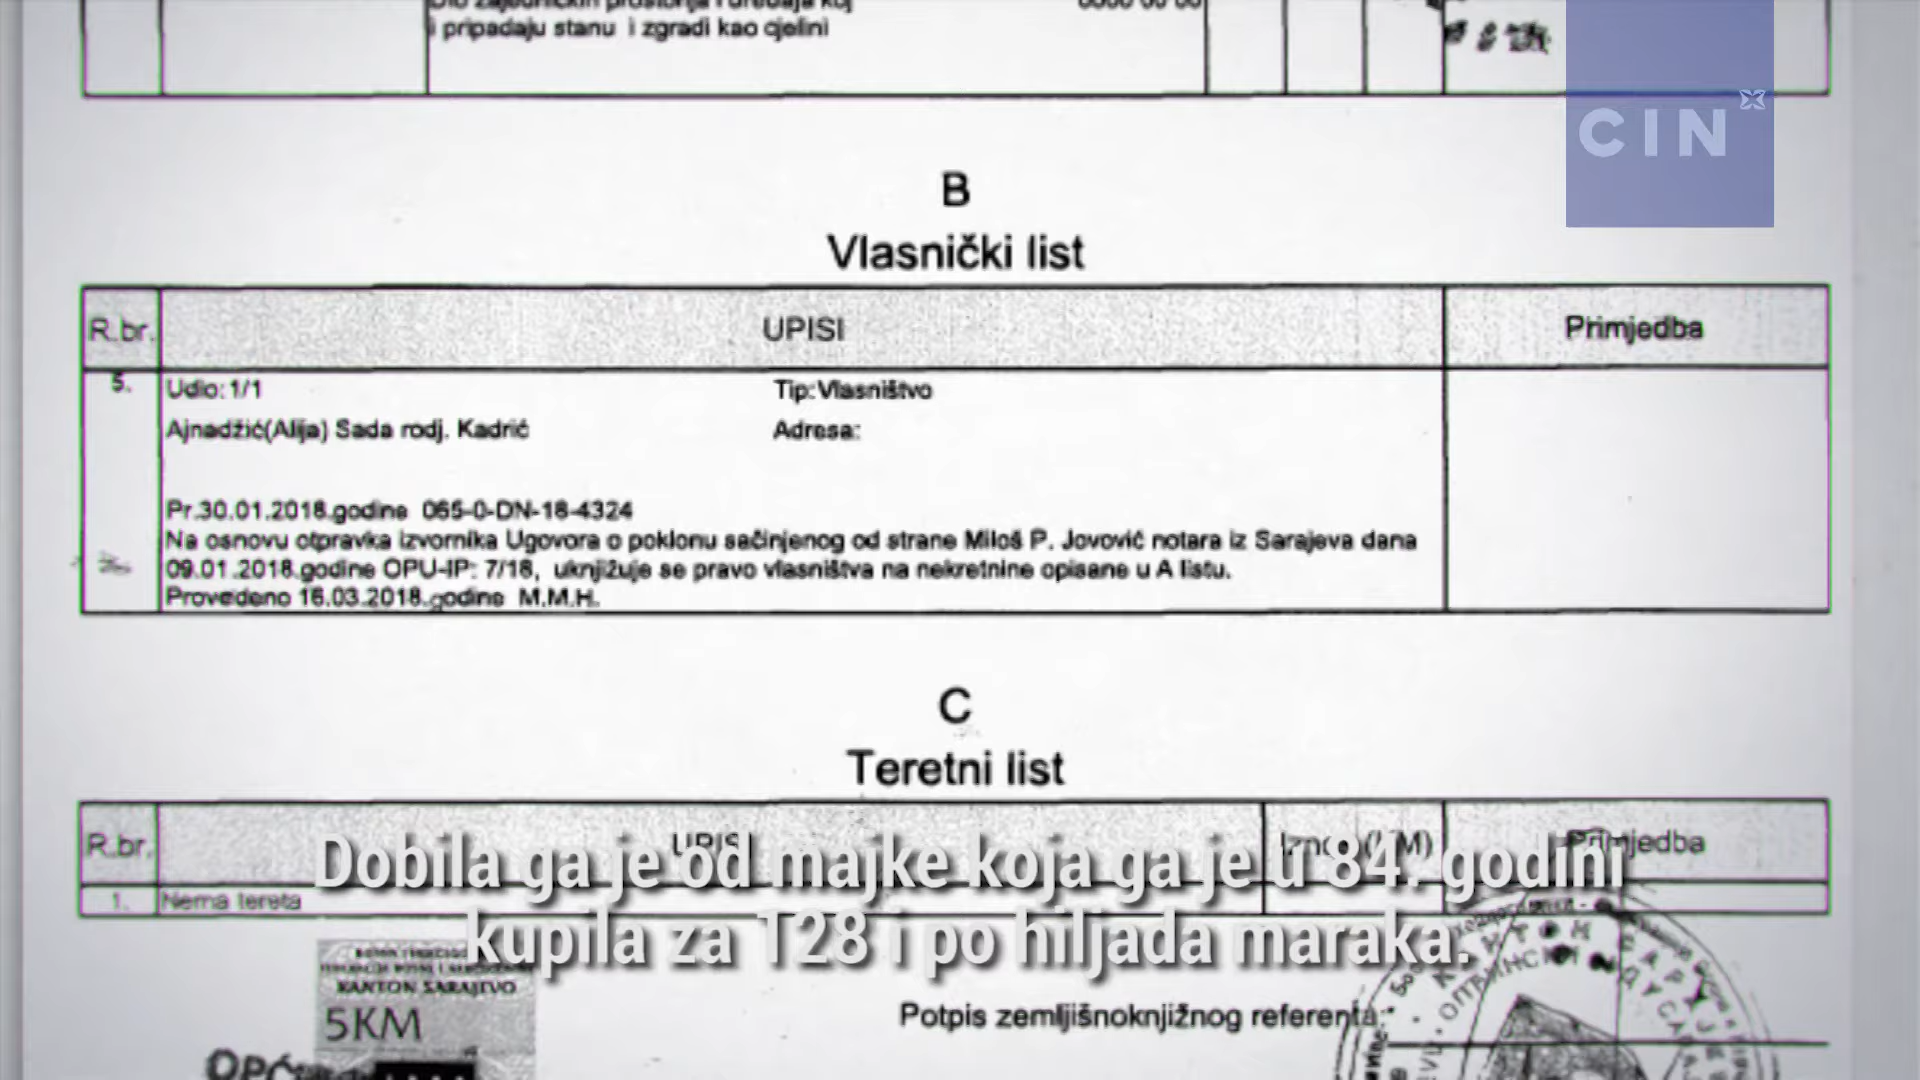 i pripadaju stanu i zgradi kao cjelini
CIN
B
Vlasnički list
R.br. UPISI Primjedba
5. Udio: 1/1 Tip: Vlasništvo
Ajnadžić(Alija) Sada rodj. Kadrić Adresa:
Pr.30.01.2018.godine 065-0-DN-18-4324
Na osnovu otpravka izvornika Ugovora o poklonu sačinjenog od strane Miloš P. Jovović notara iz Sarajeva dana
09.01.2018.godine OPU-IP: 7/18, uknjižuje se pravo vlasništva na nekretnine opisane u A listu.
Provedeno 16.03.2018.godine M.M.H.
C
Teretni list
R.br. UPISI Iznos (KM) Primjedba
1. Nema tereta
Dobila ga je od majke koja ga je u 84. godini
kupila za 128 i po hiljada maraka.
KANTON SARAJEVO
5KM
Potpis zemljišnoknjižnog referenta: